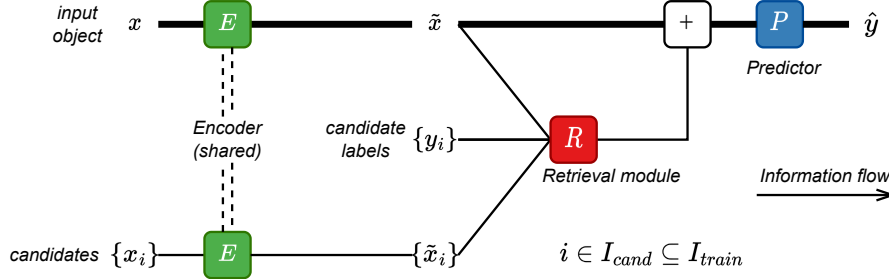 input
object
x
E
x̃
+
P
ŷ
Predictor
Encoder
(shared)
candidate
labels
{y_i}
R
Retrieval module
Information flow
candidates
{x_i}
E
{x̃_i}
i ∈ I_cand ⊆ I_train